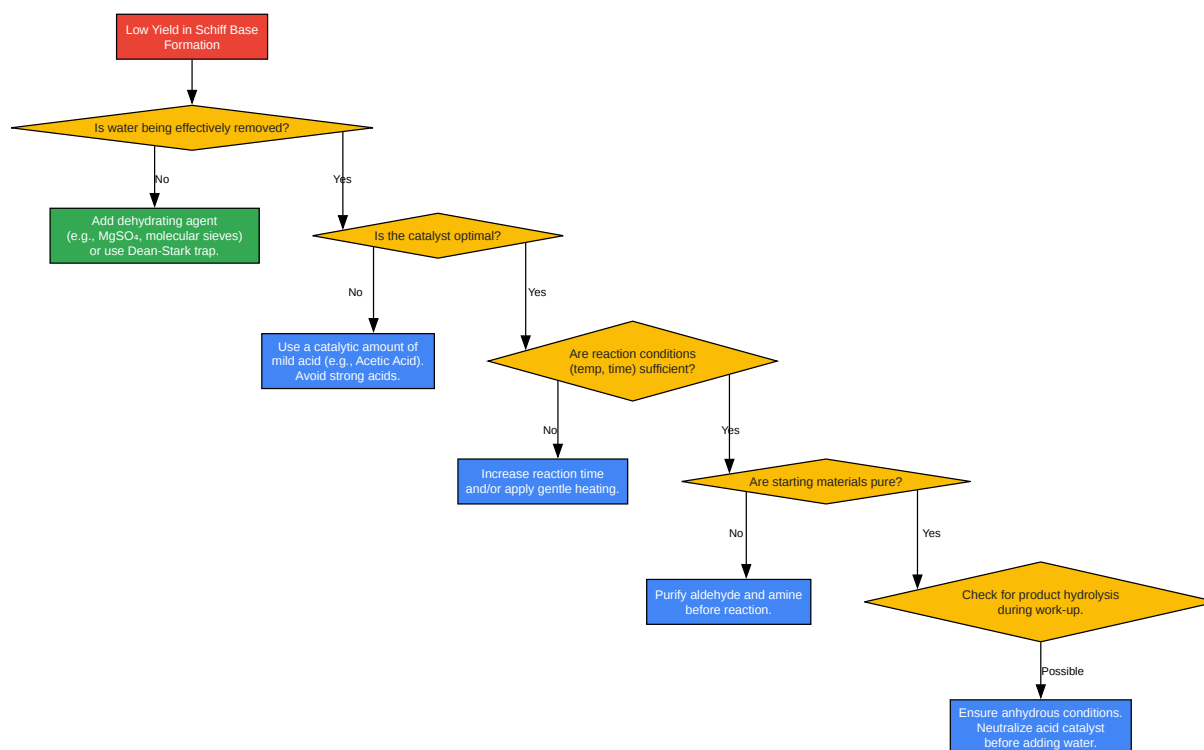 Low Yield in Schiff Base
Formation
Is water being effectively removed?
No
Yes
Add dehydrating agent
(e.g., MgSO₄, molecular sieves)
or use Dean-Stark trap.
Is the catalyst optimal?
No
Yes
Use a catalytic amount of
mild acid (e.g., Acetic Acid).
Avoid strong acids.
Are reaction conditions
(temp, time) sufficient?
No
Yes
Increase reaction time
and/or apply gentle heating.
Are starting materials pure?
No
Yes
Purify aldehyde and amine
before reaction.
Check for product hydrolysis
during work-up.
Possible
Ensure anhydrous conditions.
Neutralize acid catalyst
before adding water.